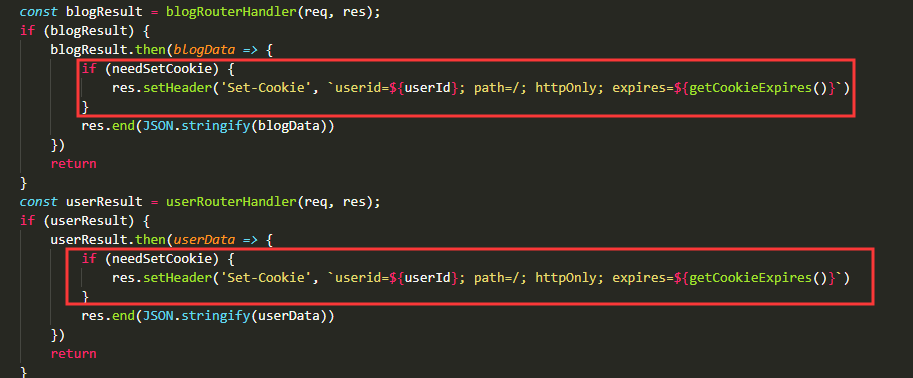 const blogResult = blogRouterHandler(req, res);
if (blogResult) {
blogResult.then(blogData => {
if (needSetCookie) {
res.setHeader('Set-Cookie', `userid=${userId}; path=/; httpOnly; expires=${getCookieExpires()}`)
}
res.end(JSON.stringify(blogData))
})
return
}
const userResult = userRouterHandler(req, res);
if (userResult) {
userResult.then(userData => {
if (needSetCookie) {
res.setHeader('Set-Cookie', `userid=${userId}; path=/; httpOnly; expires=${getCookieExpires()}`)
}
res.end(JSON.stringify(userData))
})
return
}